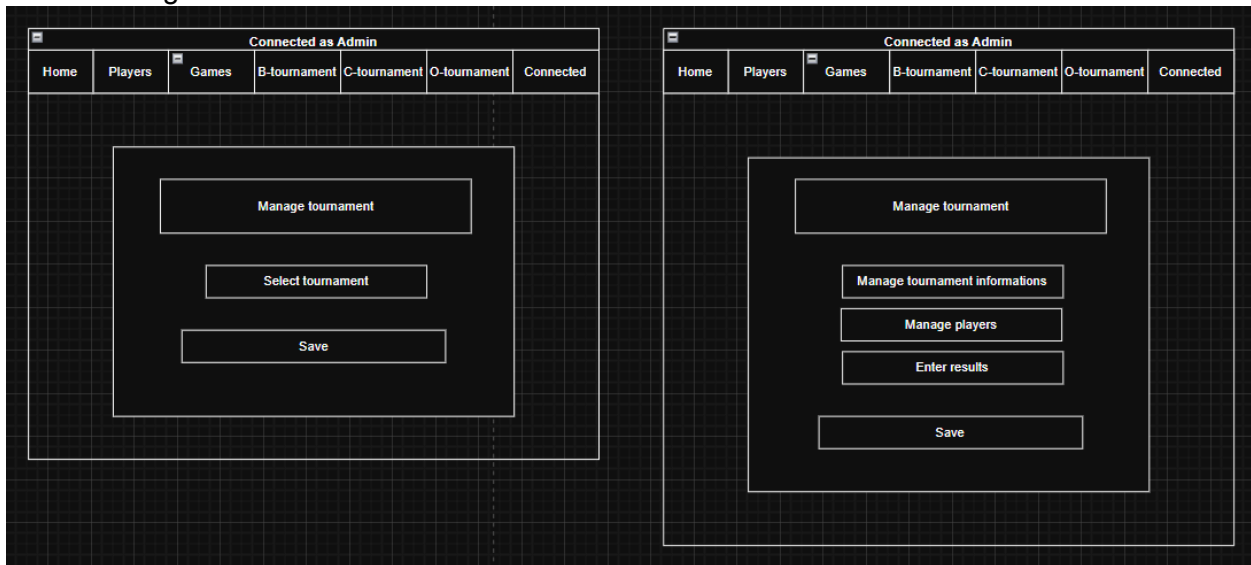 Connected as Admin
Home Players Games B-tournament C-tournament O-tournament Connected
Manage tournament
Select tournament
Save
Connected as Admin
Home Players Games B-tournament C-tournament O-tournament Connected
Manage tournament
Manage tournament informations
Manage players
Enter results
Save